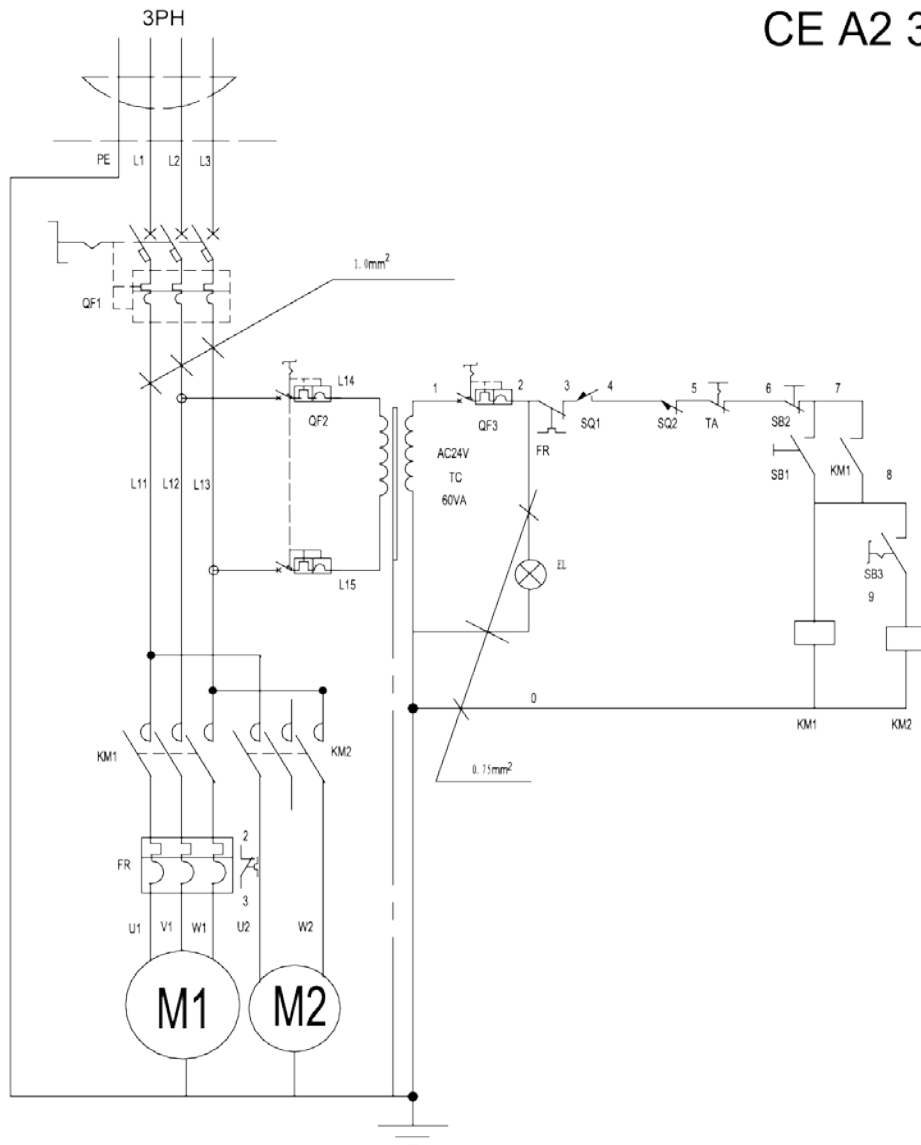 3PH
CE A2 3
PE L1 L2 L3
1.0mm²
QF1
L14
QF2
1 2 3 4 5 6 7
QF3
FR
SQ1
SQ2
TA
SB2
AC24V
TC
60VA
SB1
KM1
8
L11 L12 L13
L15
EL
SB3
9
0
KM1
KM2
KM1
KM2
0.75mm²
FR
2
3
U1 V1 W1 U2 W2
M1
M2